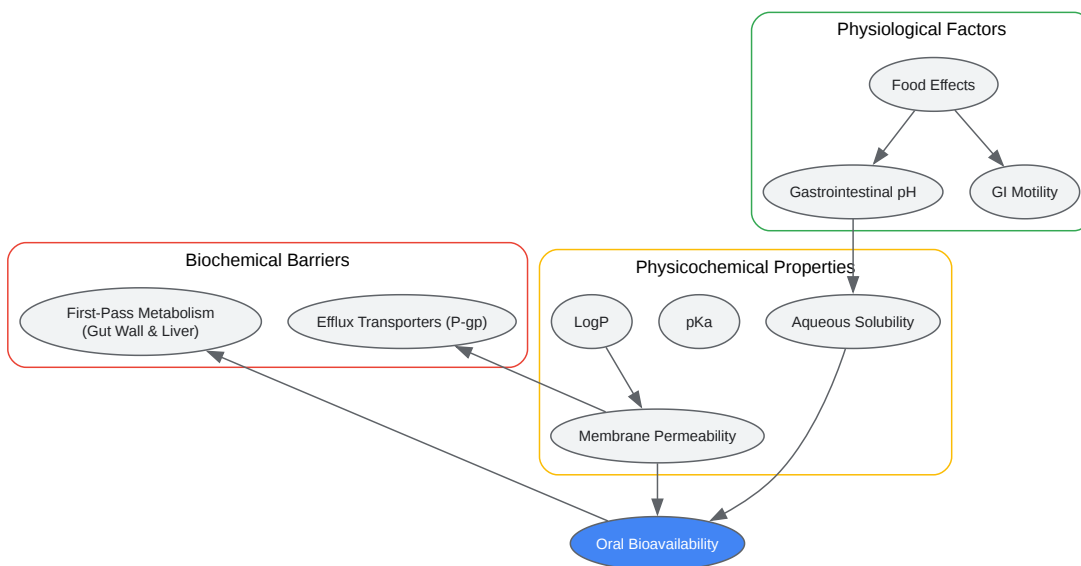 Physiological Factors
Food Effects
Gastrointestinal pH
GI Motility
Biochemical Barriers
First-Pass Metabolism
(Gut Wall & Liver)
Efflux Transporters (P-gp)
Physicochemical Properties
LogP
pKa
Aqueous Solubility
Membrane Permeability
Oral Bioavailability